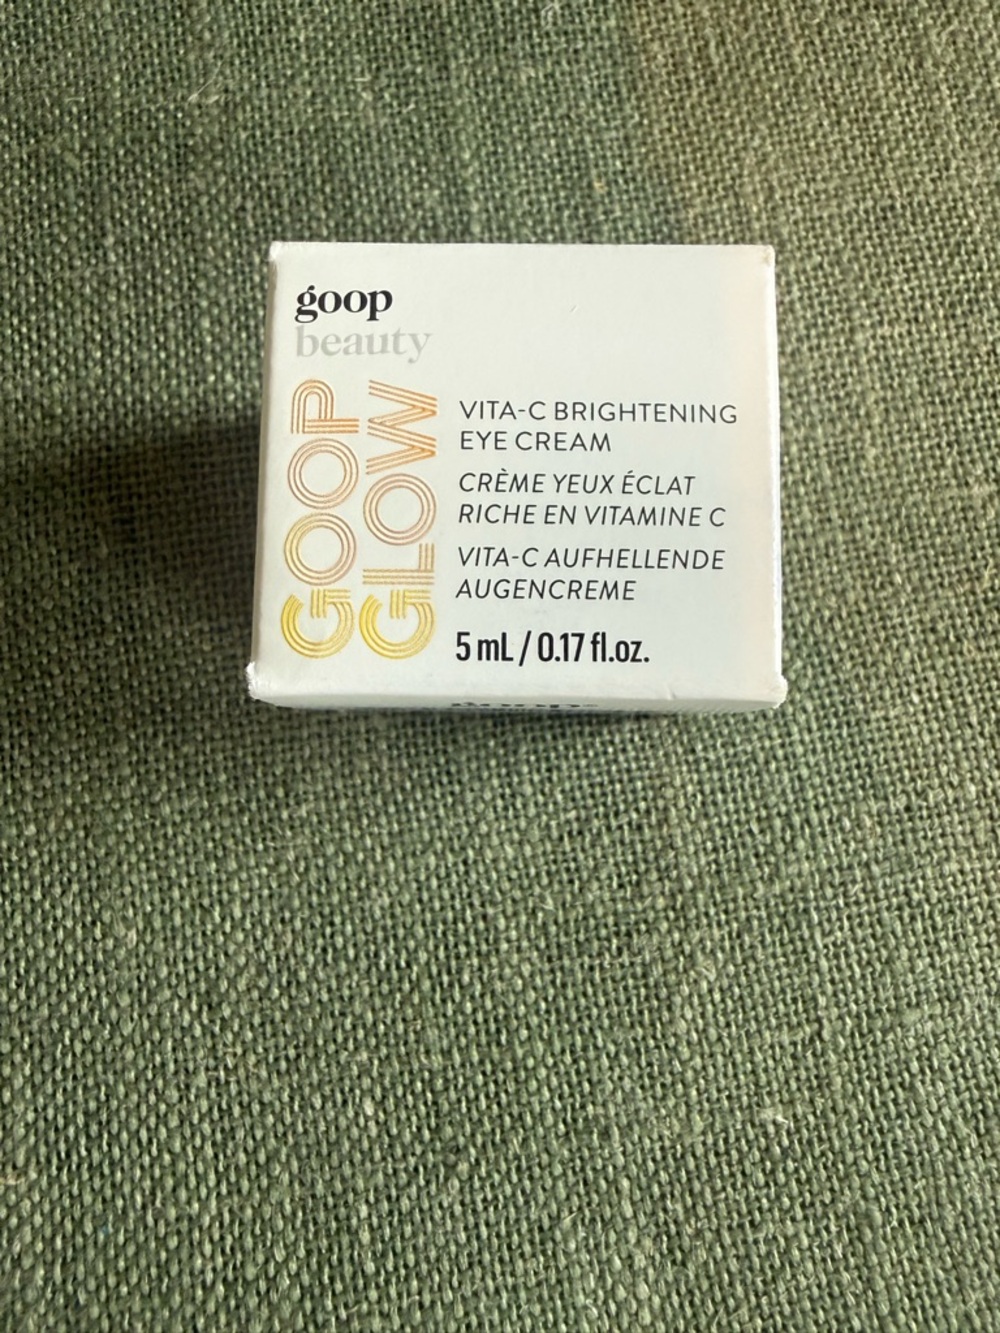 goop
beauty
GOOP
GLOW
VITA-C BRIGHTENING
EYE CREAM
CRÈME YEUX ÉCLAT
RICHE EN VITAMINE C
VITA-C AUFHELLENDE
AUGENCREME
5 mL / 0.17 fl.oz.